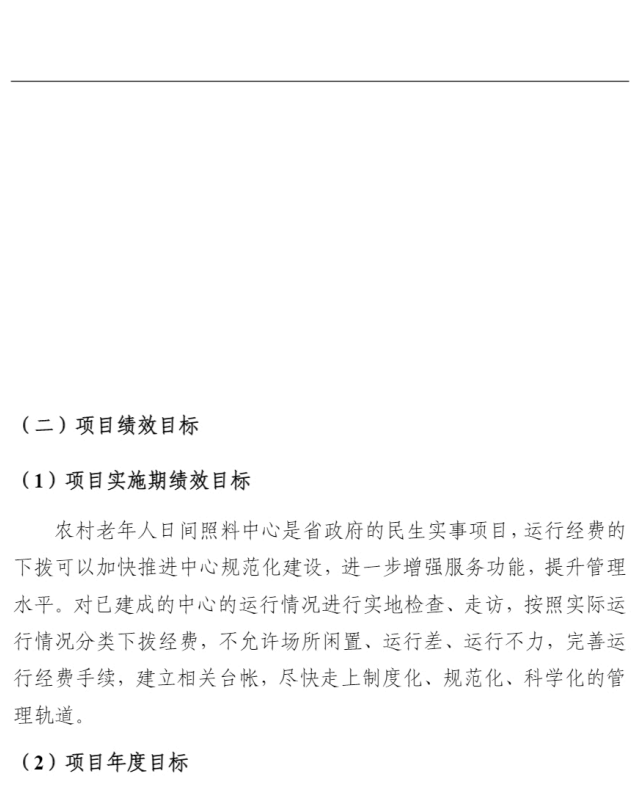 （二）项目绩效目标
（1）项目实施期绩效目标
农村老年人日间照料中心是省政府的民生实事项目，运行经费的
下拨可以加快推进中心规范化建设，进一步增强服务功能，提升管理
水平。对已建成的中心的运行情况进行实地检查、走访，按照实际运
行情况分类下拨经费，不允许场所闲置、运行差、运行不力，完善运
行经费手续，建立相关台帐，尽快走上制度化、规范化、科学化的管
理轨道。
（2）项目年度目标